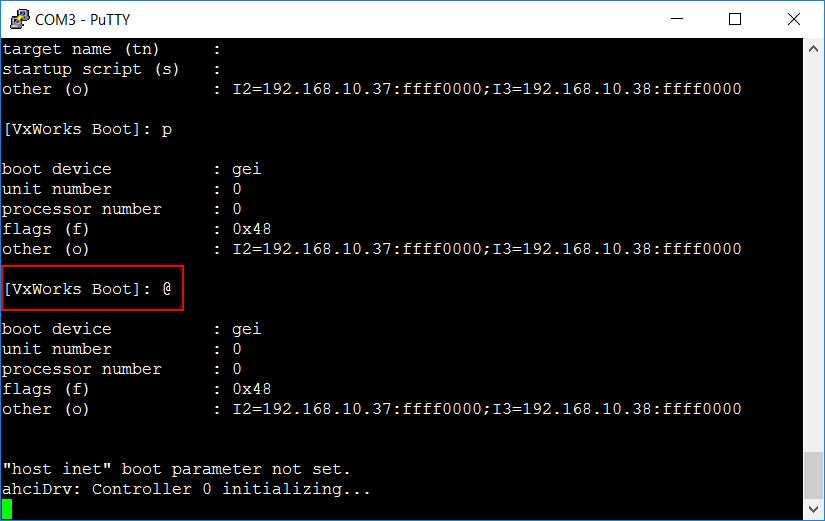 COM3 - PuTTY
target name (tn)     :
startup script (s)   :
other (o)            : I2=192.168.10.37:ffff0000;I3=192.168.10.38:ffff0000
[VxWorks Boot]: p
boot device          : gei
unit number          : 0
processor number     : 0
flags (f)            : 0x48
other (o)            : I2=192.168.10.37:ffff0000;I3=192.168.10.38:ffff0000
[VxWorks Boot]: @
boot device          : gei
unit number          : 0
processor number     : 0
flags (f)            : 0x48
other (o)            : I2=192.168.10.37:ffff0000;I3=192.168.10.38:ffff0000
"host inet" boot parameter not set.
ahciDrv: Controller 0 initializing...